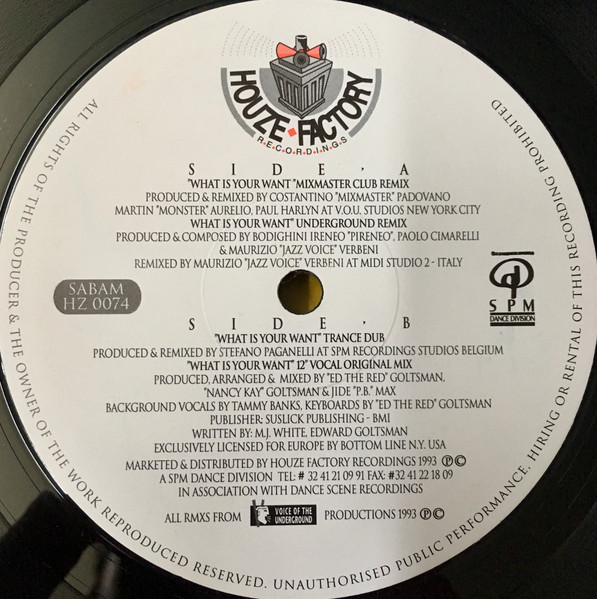 HOUZE FACTORY
RECORDINGS
SIDE'A
"WHAT IS YOUR WANT "MIXMASTER CLUB REMIX
PRODUCED & REMIXED BY COSTANTINO "MIXMASTER" PADOVANO
MARTIN "MONSTER" AURELIO, PAUL HARLYN AT V.O.U. STUDIOS NEW YORK CITY
"WHAT IS YOUR WANT" UNDERGROUND REMIX
PRODUCED & COMPOSED BY BODIGHINI IRENEO "PIRENEO", PAOLO CIMARELLI
& MAURIZIO "JAZZ VOICE" VERBENI
REMIXED BY MAURIZIO "JAZZ VOICE" VERBENI AT MIDI STUDIO 2 - ITALY
SABAM
HZ 0074
SPM
DANCE DIVISION
SIDE'B
"WHAT IS YOUR WANT" TRANCE DUB
PRODUCED & REMIXED BY STEFANO PAGANELLI AT SPM RECORDINGS STUDIOS BELGIUM
"WHAT IS YOUR WANT" 12" VOCAL ORIGINAL MIX
PRODUCED, ARRANGED & MIXED BY "ED THE RED" GOLTSMAN,
"NANCY KAY" GOLTSMAN & JIDE "P.B." MAX
BACKGROUND VOCALS BY TAMMY BANKS, KEYBOARDS BY "ED THE RED" GOLTSMAN
PUBLISHER: SUSLICK PUBLISHING - BMI
WRITTEN BY: M.J. WHITE, EDWARD GOLTSMAN
EXCLUSIVELY LICENSED FOR EUROPE BY BOTTOM LINE N.Y. USA
MARKETED & DISTRIBUTED BY HOUZE FACTORY RECORDINGS 1993 ℗©
A SPM DANCE DIVISION TEL: # 32 41 21 09 91 FAX: #32 41 22 18 09
IN ASSOCIATION WITH DANCE SCENE RECORDINGS
ALL RMXS FROM VOICE OF THE UNDERGROUND PRODUCTIONS 1993 ℗©
ALL RIGHTS OF THE PRODUCER & THE OWNER OF THE WORK REPRODUCED RESERVED. UNAUTHORISED PUBLIC PERFORMANCE. HIRING OR RENTAL OF THIS RECORDING PROHIBITED